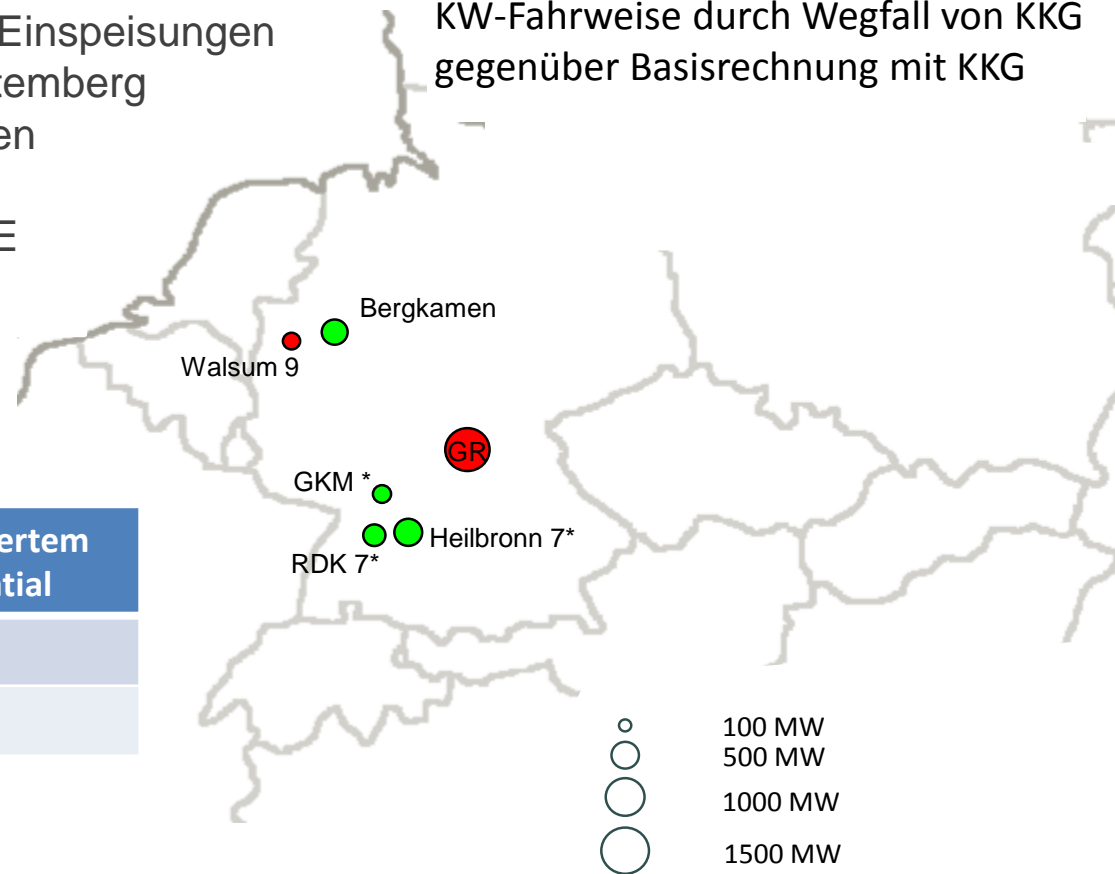 Einspeisungen
temberg
en
E
KW-Fahrweise durch Wegfall von KKG
gegenüber Basisrechnung mit KKG
Bergkamen
Walsum 9
GR
GKM *
Heilbronn 7*
RDK 7*
ertem
tial
100 MW
500 MW
1000 MW
1500 MW